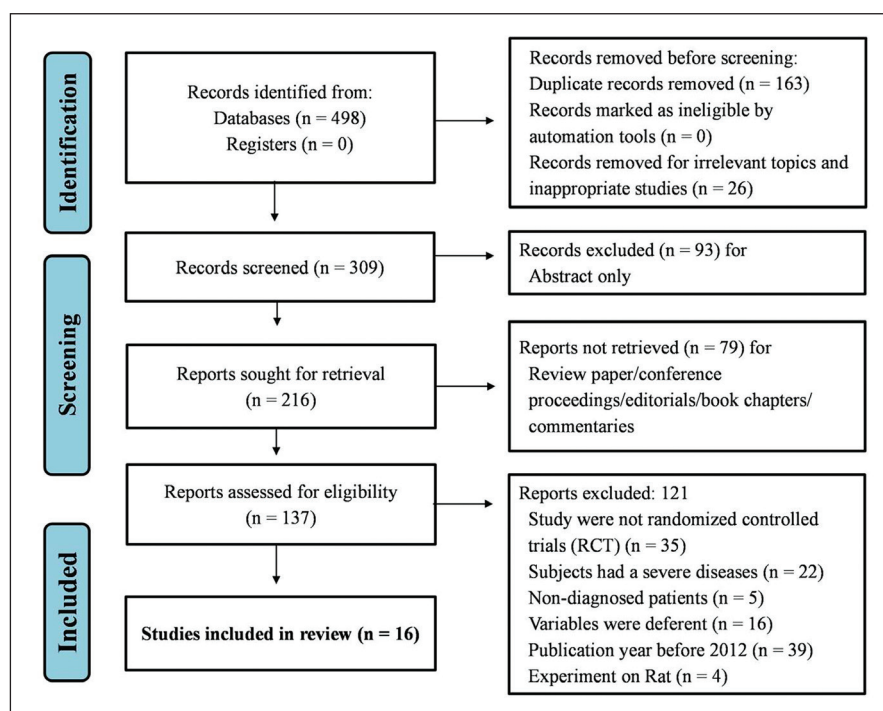 Identification
Records identified from:
Databases (n = 498)
Registers (n = 0)
Records removed before screening:
Duplicate records removed (n = 163)
Records marked as ineligible by
automation tools (n = 0)
Records removed for irrelevant topics and
inappropriate studies (n = 26)
Screening
Records screened (n = 309)
Records excluded (n = 93) for
Abstract only
Reports sought for retrieval
(n = 216)
Reports not retrieved (n = 79) for
Review paper/conference
proceedings/editorials/book chapters/
commentaries
Reports assessed for eligibility
(n = 137)
Reports excluded: 121
Study were not randomized controlled
trials (RCT) (n = 35)
Subjects had a severe diseases (n = 22)
Non-diagnosed patients (n = 5)
Variables were deferent (n = 16)
Publication year before 2012 (n = 39)
Experiment on Rat (n = 4)
Included
Studies included in review (n = 16)